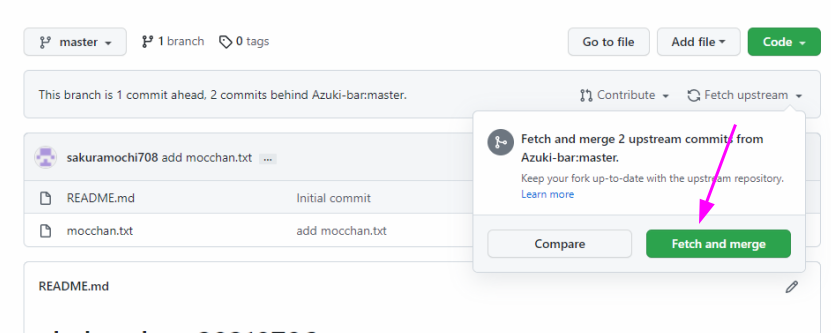 master
1 branch
0 tags
Go to file
Add file
Code
This branch is 1 commit ahead, 2 commits behind Azuki-bar:master.
Contribute
Fetch upstream
Fetch and merge 2 upstream commits from
Azuki-bar:master.
Keep your fork up-to-date with the upstream repository.
Learn more
Compare
Fetch and merge
sakuramochi708 add mocchan.txt ...
README.md
Initial commit
mocchan.txt
add mocchan.txt
README.md